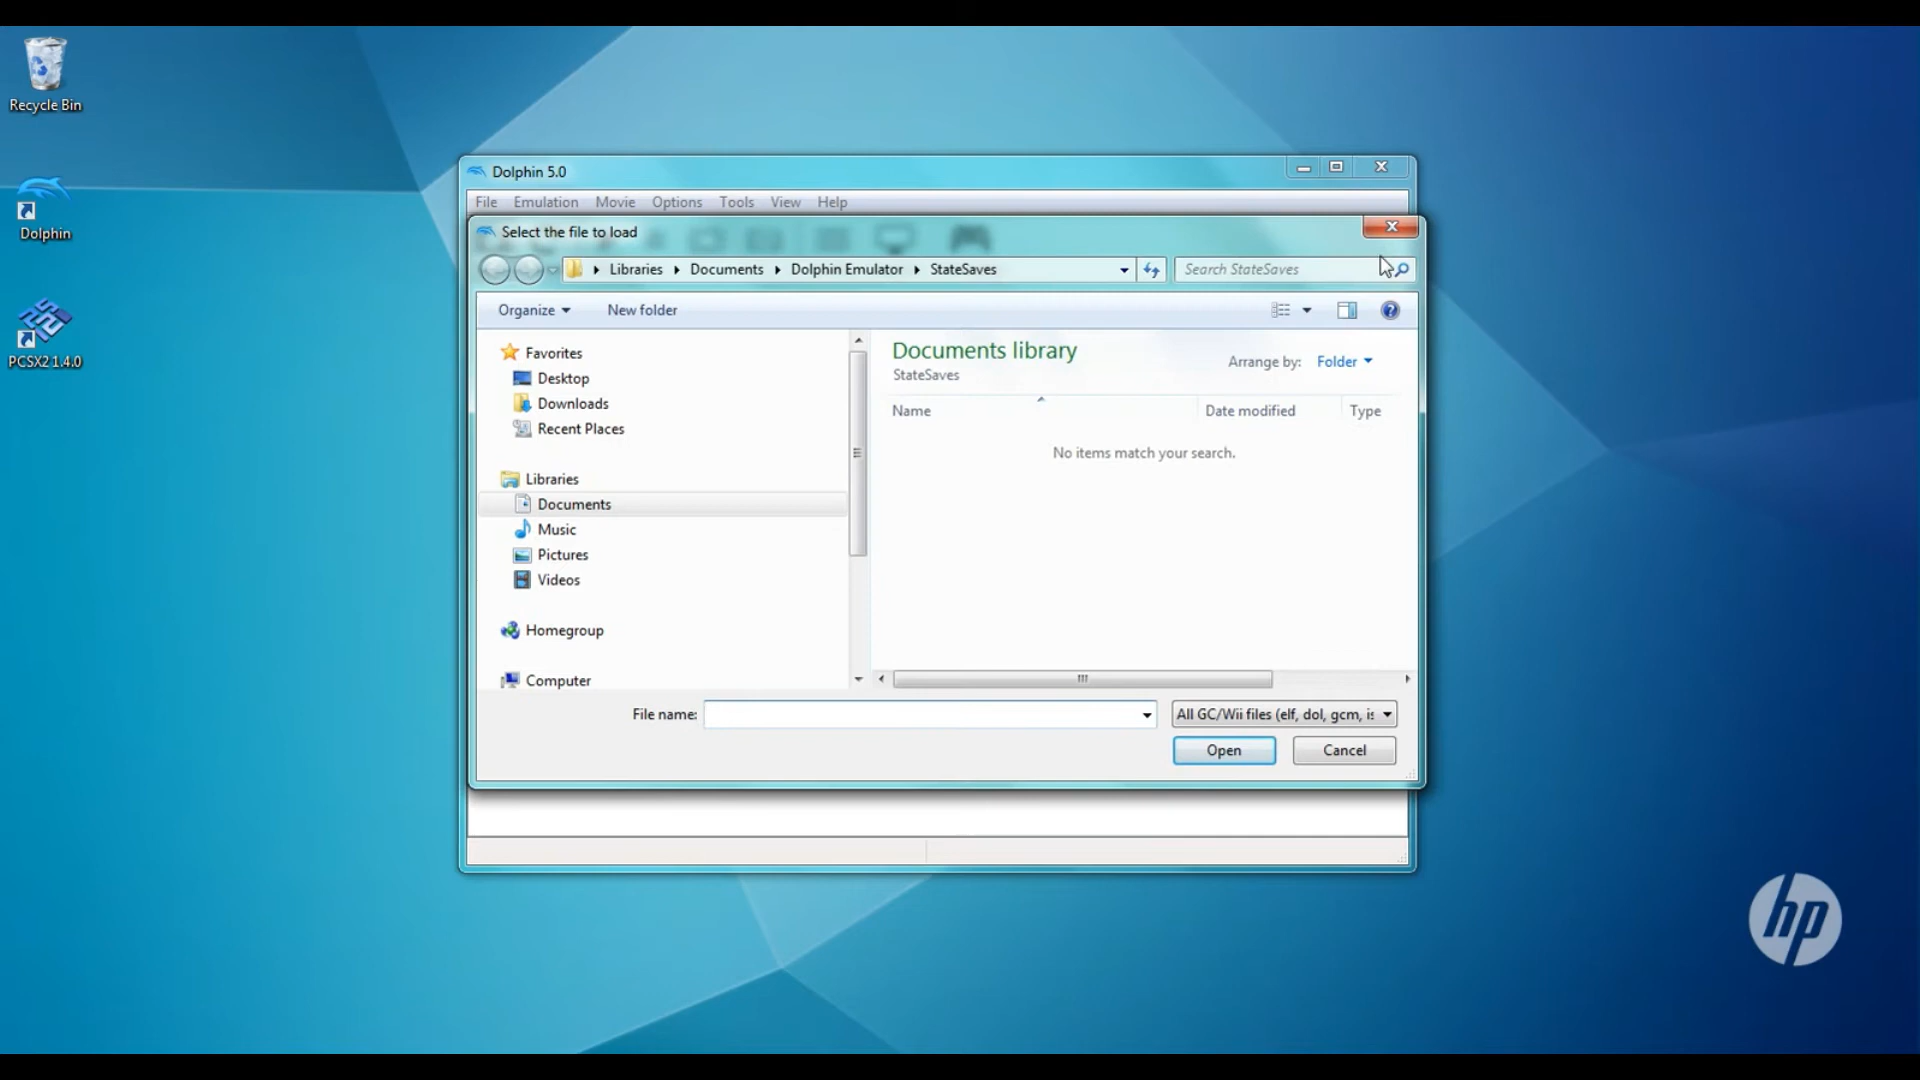 Recycle Bin
Dolphin
PCSX2 1.4.0
Dolphin 5.0
File Emulation Movie Options Tools View Help
Select the file to load
Libraries Documents Dolphin Emulator StateSaves
Search StateSaves
Organize New folder
Favorites
Desktop
Downloads
Recent Places
Libraries
Documents
Music
Pictures
Videos
Homegroup
Computer
Documents library
StateSaves
Arrange by: Folder
Name Date modified Type
No items match your search.
File name:
All GC/Wii files (elf, dol, gcm, is
Open Cancel
hp